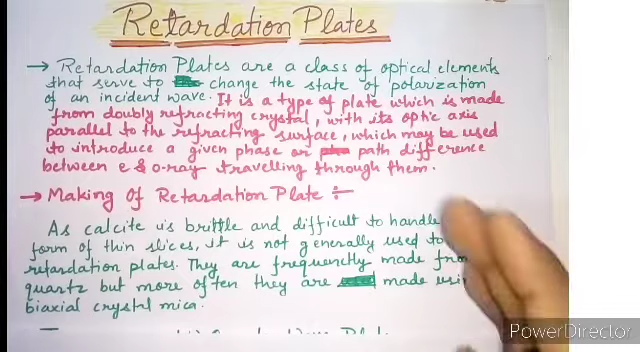 Retardation Plates
→ Retardation Plates are a class of optical elements
that serve to change the state of polarization
of an incident wave. It is a type of plate which is made
from doubly refracting crystal, with its optic axis
parallel to the refracting surface, which may be used
to introduce a given phase or path difference
between e & o-ray travelling through them.
→ Making Of Retardation Plate ÷
As calcite is brittle and difficult to handle
form of thin slices, it is not generally used to
retardation plates. They are frequently made from
quartz but more often they are made usi
biaxial crystal mica.
PowerDirector